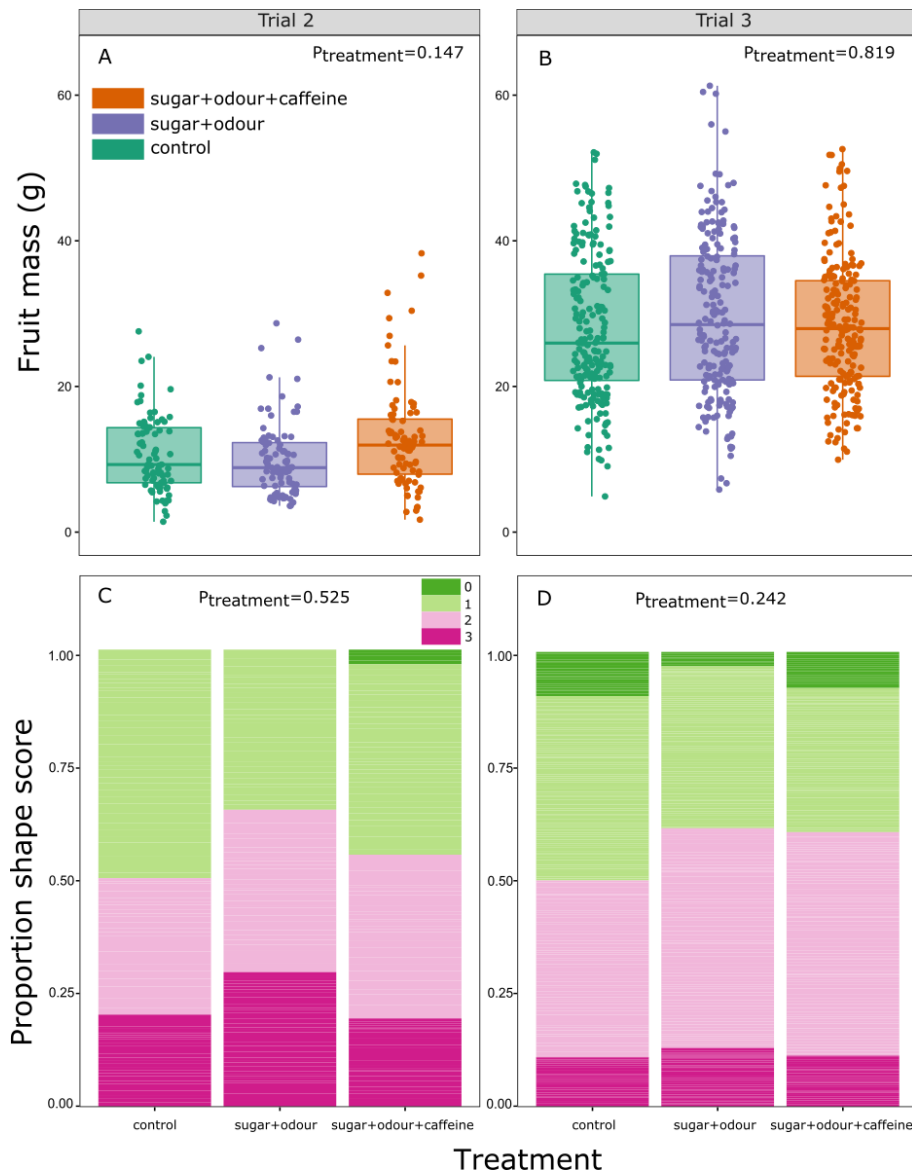 Trial 2
Trial 3
A
Ptreatment=0.147
B
Ptreatment=0.819
sugar+odour+caffeine
sugar+odour
control
Fruit mass (g)
60
40
20
0
60
40
20
0
C
Ptreatment=0.525
0
1
2
3
D
Ptreatment=0.242
Proportion shape score
1.00
0.75
0.50
0.25
0.00
1.00
0.75
0.50
0.25
0.00
control
sugar+odour
sugar+odour+caffeine
control
sugar+odour
sugar+odour+caffeine
Treatment